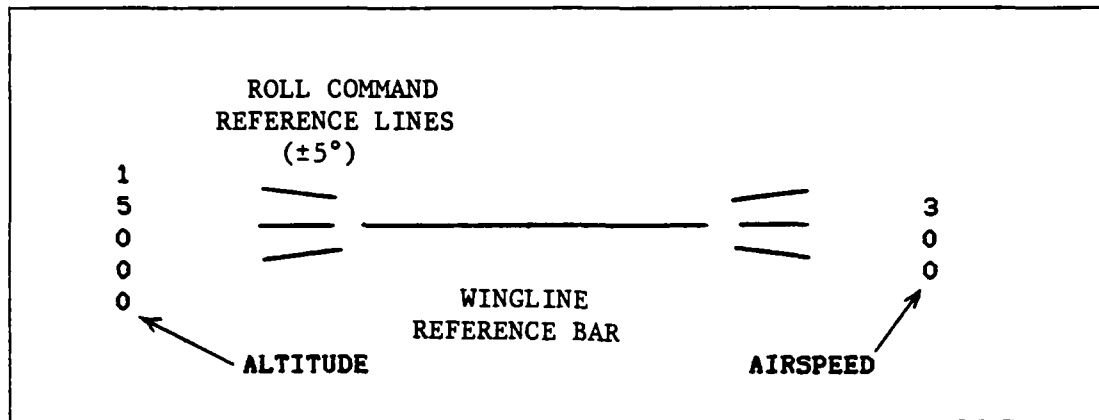 ROLL COMMAND
REFERENCE LINES
(±5°)
1
5
0
0
0
3
0
0
WINGLINE
REFERENCE BAR
ALTITUDE
AIRSPEED